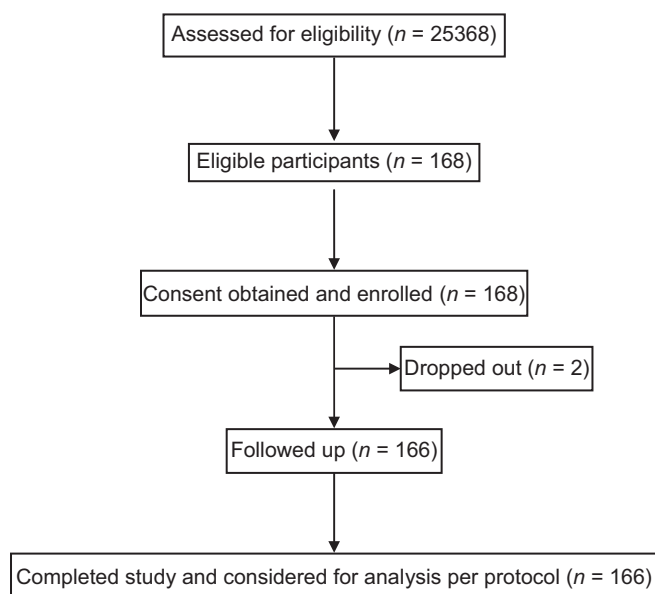 Assessed for eligibility (n = 25368)
Eligible participants (n = 168)
Consent obtained and enrolled (n = 168)
Dropped out (n = 2)
Followed up (n = 166)
Completed study and considered for analysis per protocol (n = 166)